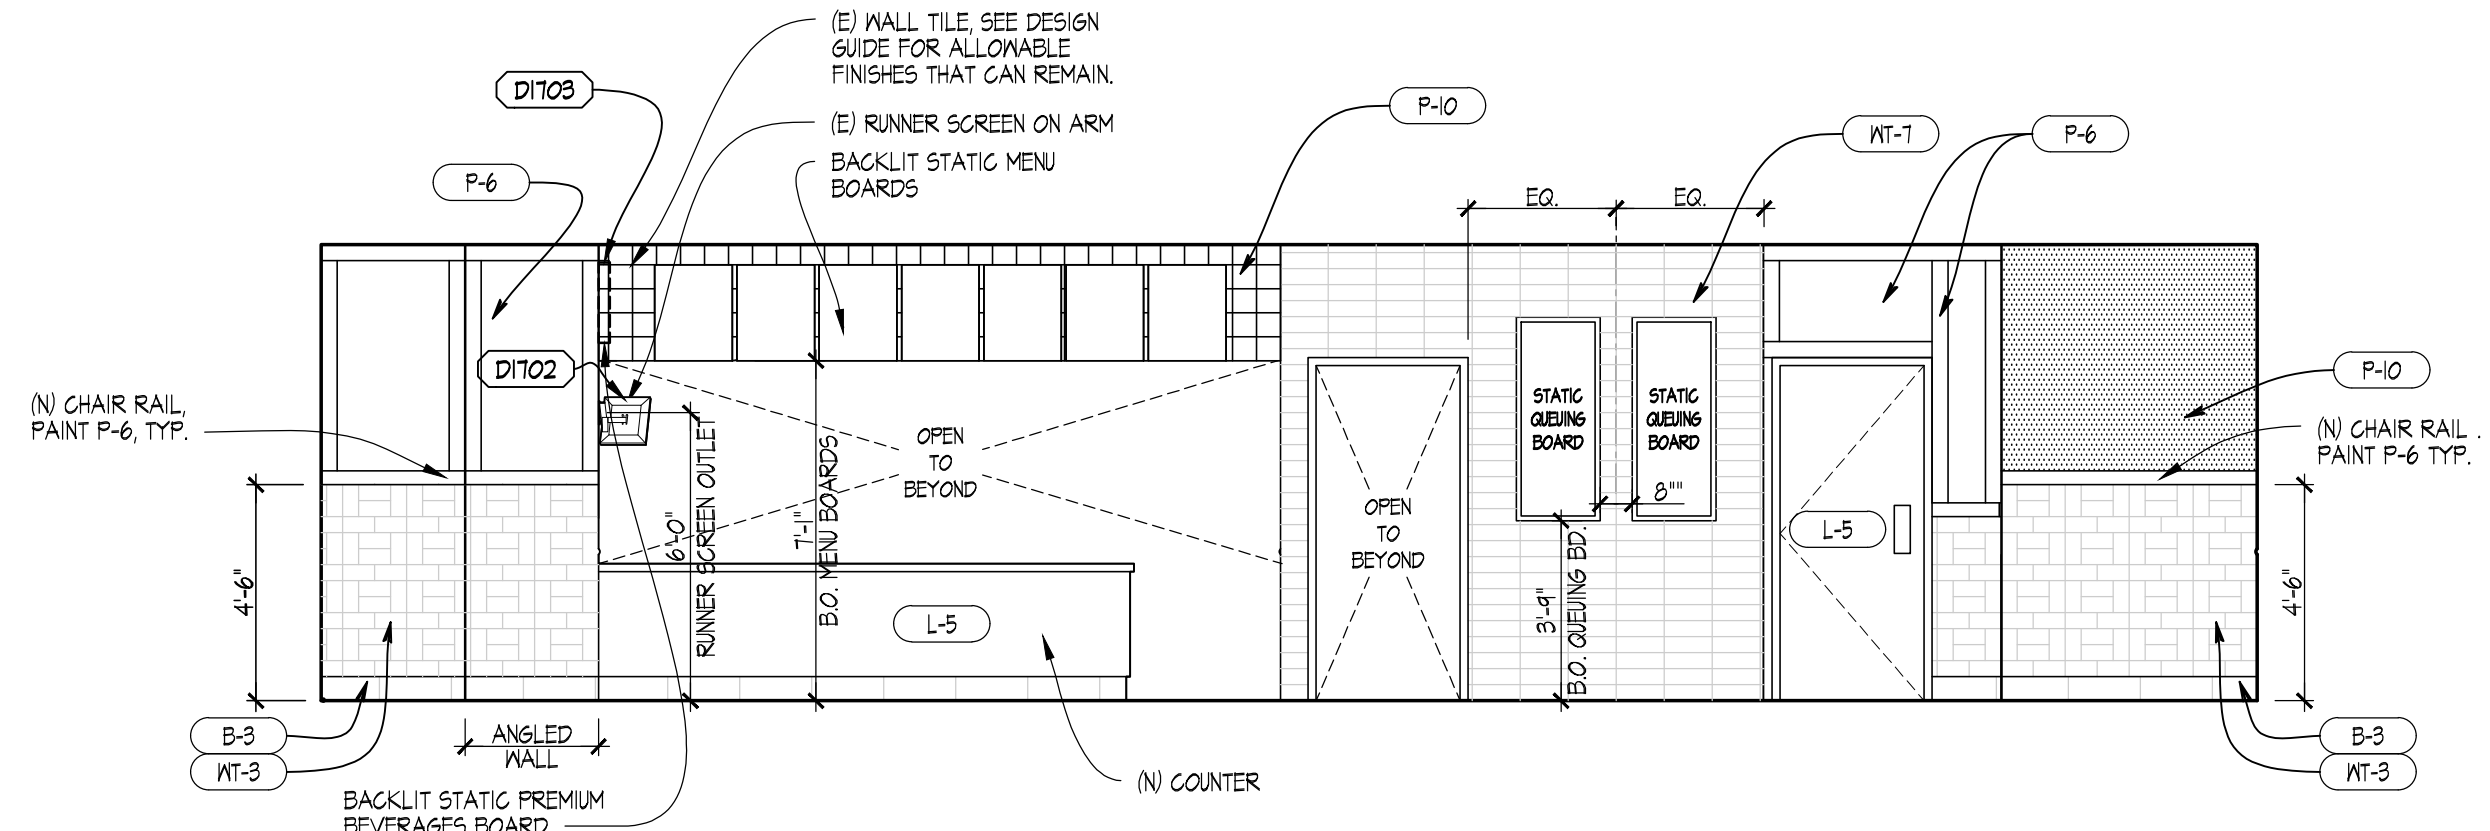 (E) WALL TILE, SEE DESIGN
GUIDE FOR ALLOWABLE
FINISHES THAT CAN REMAIN.
D1703
(E) RUNNER SCREEN ON ARM
P-10
WT-7
P-6
P-6
BACKLIT STATIC MENU
BOARDS
EQ.
EQ.
D1702
(N) CHAIR RAIL,
PAINT P-6, TYP.
P-10
(N) CHAIR RAIL .
PAINT P-6 TYP.
OPEN
TO
BEYOND
STATIC
QUEUING
BOARD
STATIC
QUEUING
BOARD
8""
OPEN
TO
BEYOND
L-5
4'-6"
6'-0"
RUNNER SCREEN OUTLET
7'-1"
B.O. MENU BOARDS
L-5
3'-9"
B.O. QUEUING BD.
4'-6"
B-3
WT-3
ANGLED
WALL
B-3
WT-3
(N) COUNTER
BACKLIT STATIC PREMIUM
BEVERAGES BOARD